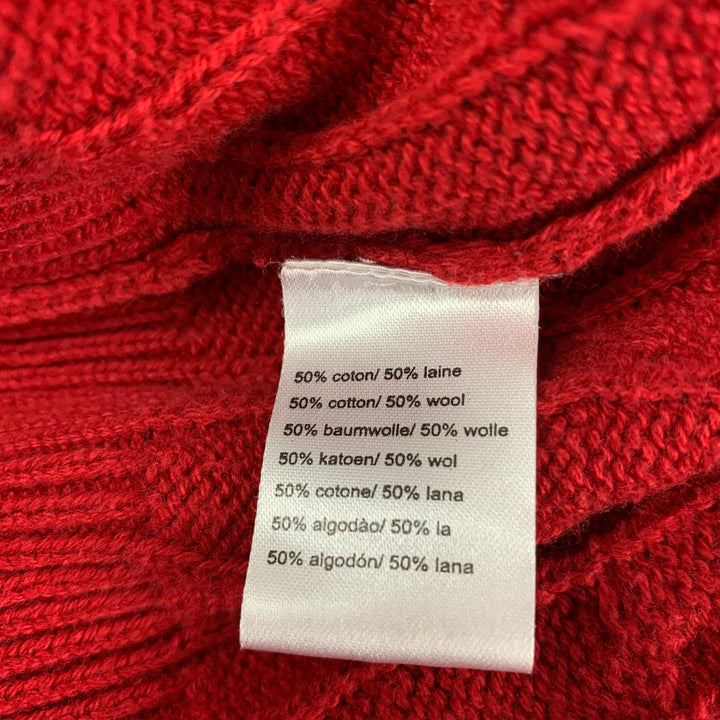 50% coton/ 50% laine
50% cotton/ 50% wool
50% baumwolle/ 50% wolle
50% katoen/ 50% wol
50% cotone/ 50% lana
50% algodào/ 50% la
50% algodón/ 50% lana